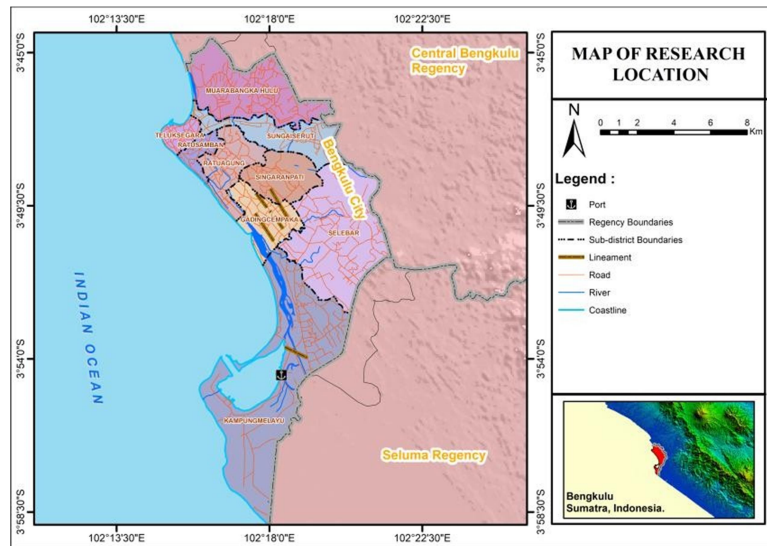 102°13'30"E 102°18'0"E 102°22'30"E
3°45'0"S
3°49'30"S
3°54'0"S
3°58'30"S
Central Bengkulu
Regency
MUARABANGKA HULU
TELUKSEGARA
RATUSAMBAN
SUNGAISERUT
RATUAGUNG
SINGARANPATI
Bengkulu City
GADINGCEMPAKA
SELEBAR
INDIAN OCEAN
KAMPUNGMELAYU
Seluma Regency
3°45'0"S
3°49'30"S
3°54'0"S
3°58'30"S
102°13'30"E 102°18'0"E 102°22'30"E
MAP OF RESEARCH
LOCATION
N
0 1 2 4 6 8
Km
Legend :
Port
Regency Boundaries
Sub-district Boundaries
Lineament
Road
River
Coastline
Bengkulu
Sumatra, Indonesia.